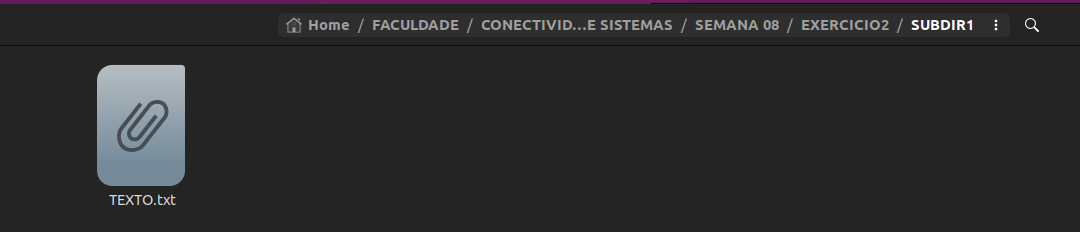 Home / FACULDADE / CONECTIVID...E SISTEMAS / SEMANA 08 / EXERCICIO2 / SUBDIR1
TEXTO.txt